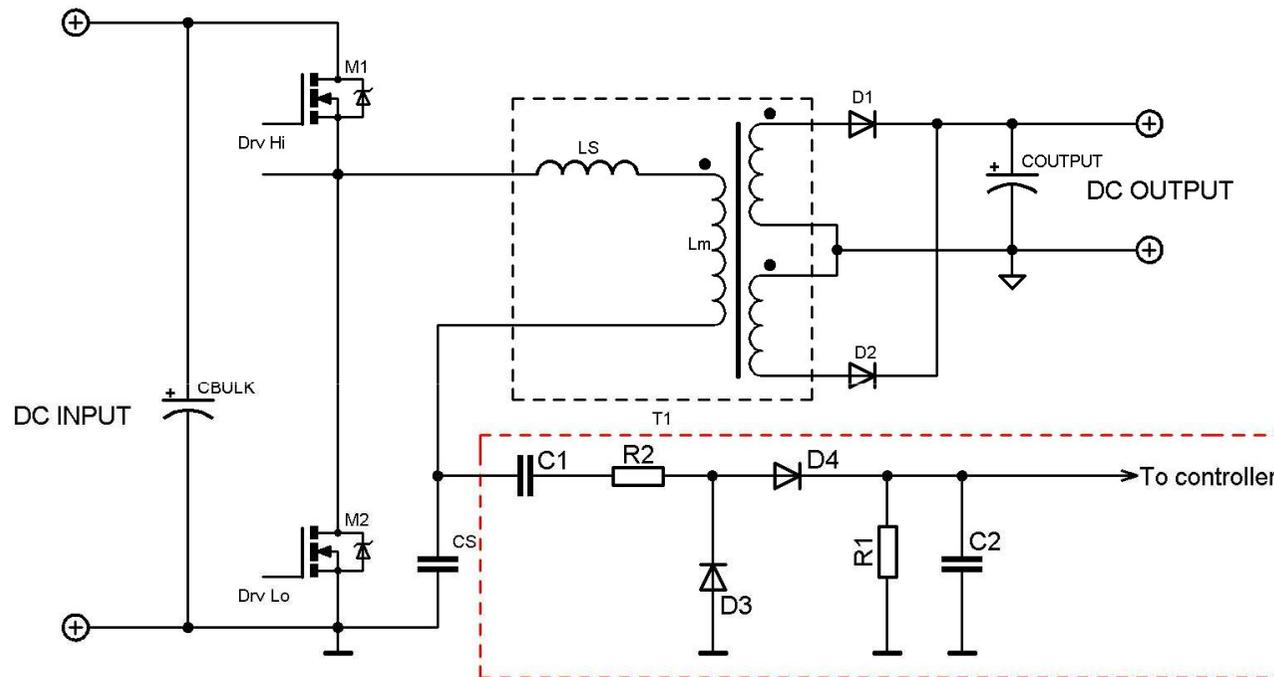 M1
Drv Hi
D1
LS
COUTPUT
DC OUTPUT
Lm
D2
CBULK
DC INPUT
T1
C1
R2
D4
To controller
M2
CS
R1
C2
Drv Lo
D3